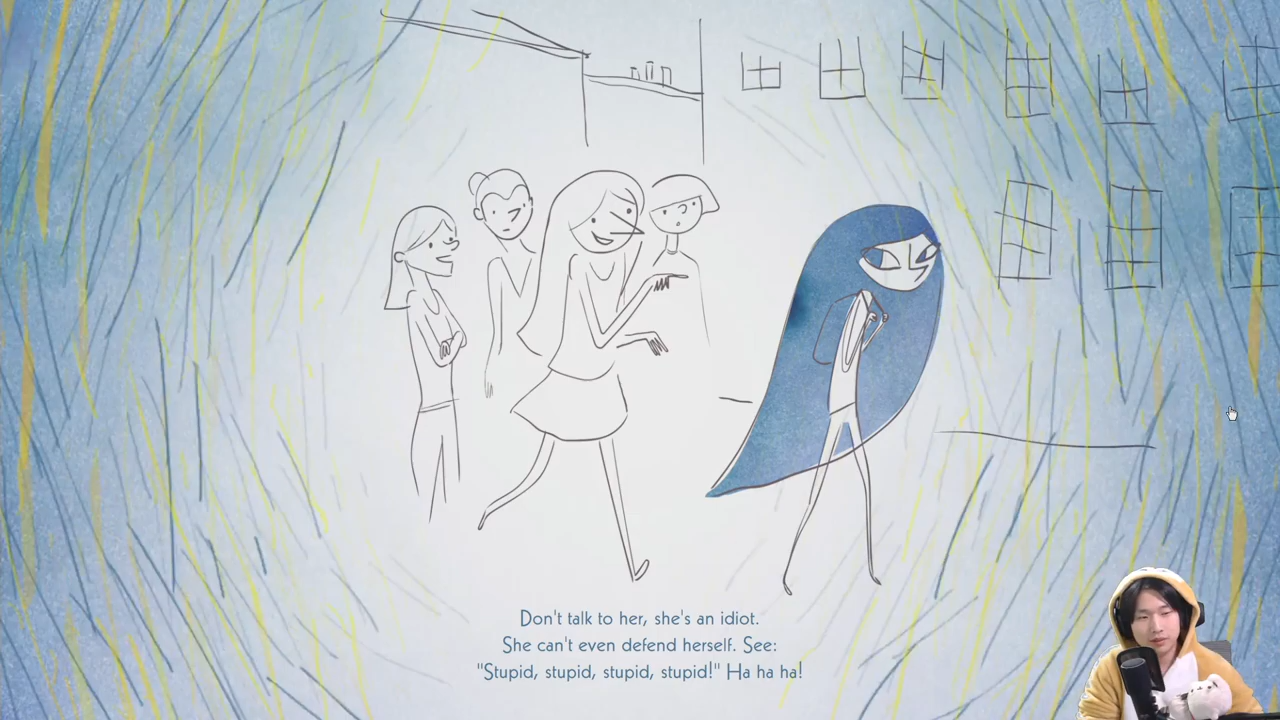 Don't talk to her, she's an idiot.
She can't even defend herself. See:
"Stupid, stupid, stupid, stupid!" Ha ha ha!